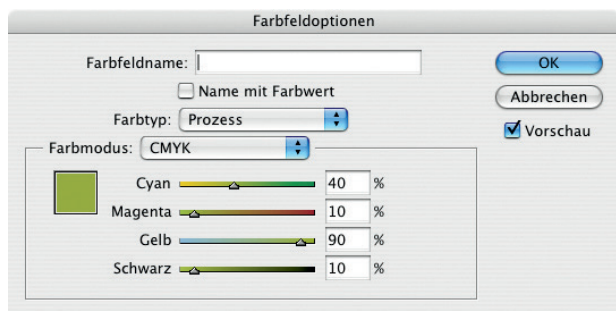 Farbfeldoptionen
Farbfeldname:
OK
Name mit Farbwert
Abbrechen
Farbtyp: Prozess
Vorschau
Farbmodus: CMYK
Cyan 40 %
Magenta 10 %
Gelb 90 %
Schwarz 10 %